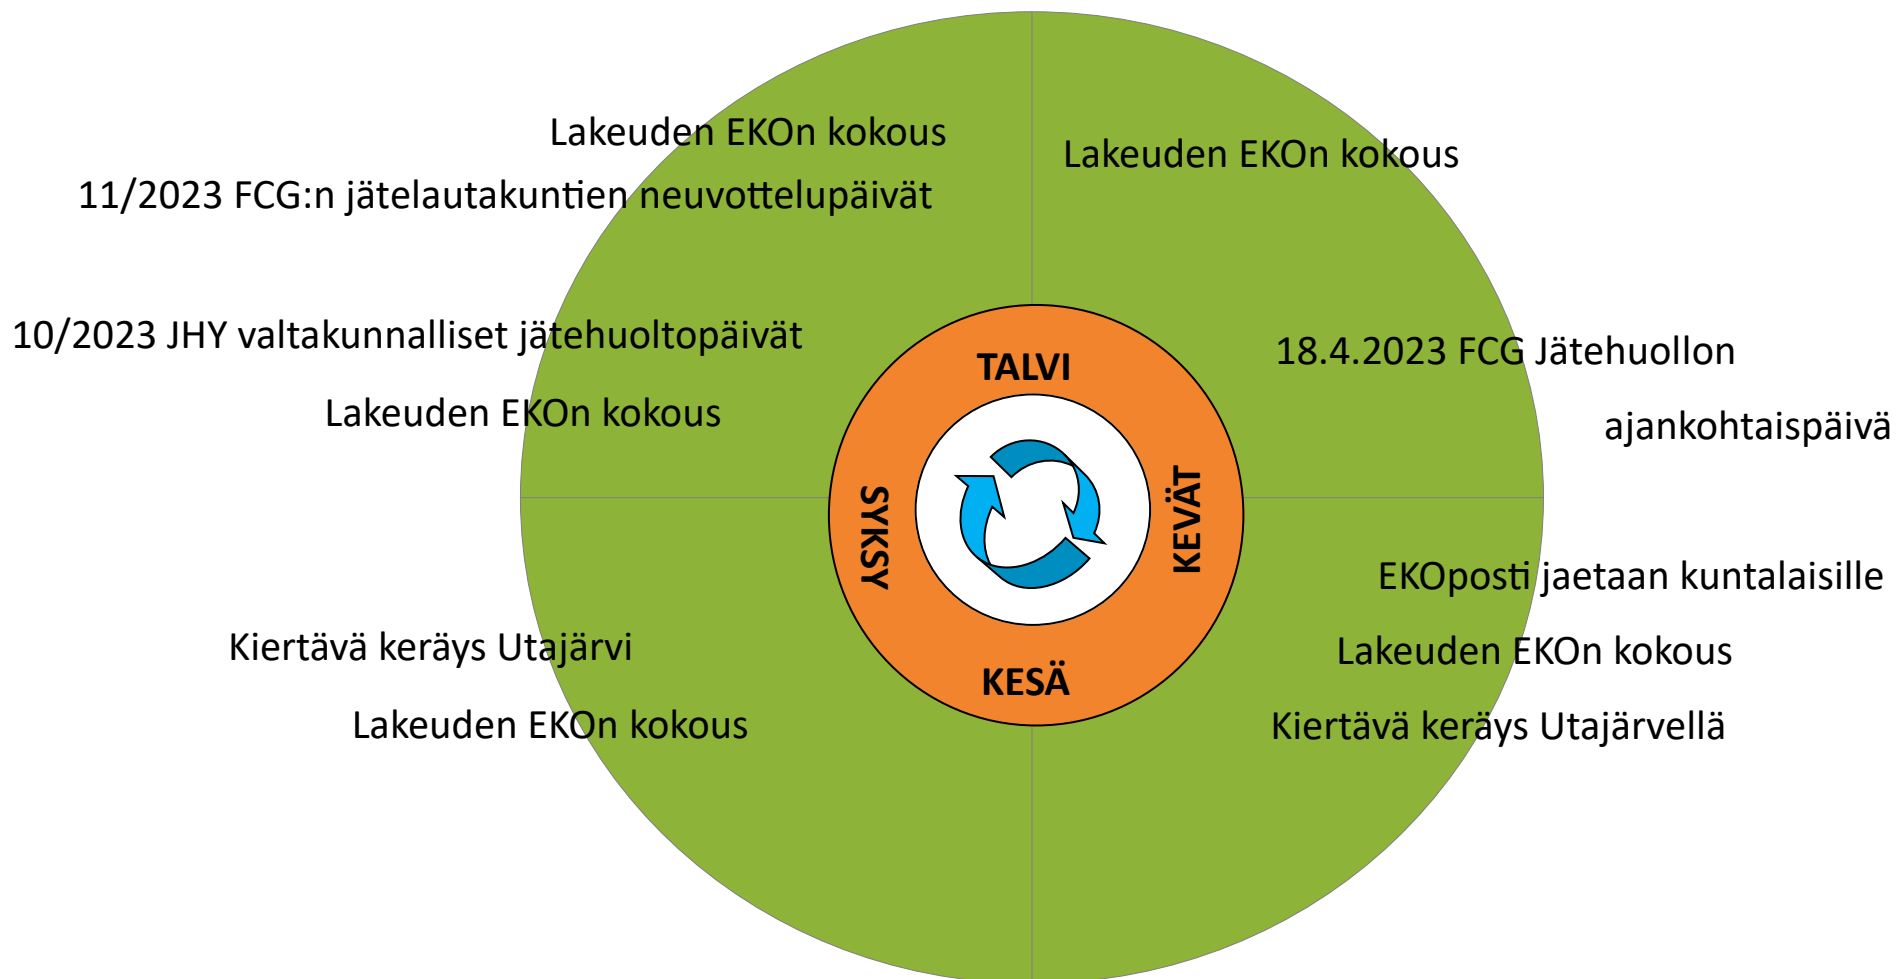 Lakeuden EKOn kokous
11/2023 FCG:n jätelautakuntien neuvottelupäivät
10/2023 JHY valtakunnalliset jätehuoltopäivät
Lakeuden EKOn kokous
Lakeuden EKOn kokous
18.4.2023 FCG Jätehuollon
ajankohtaispäivä
TALVI
KEVÄT
KESÄ
SYKSY
Kiertävä keräys Utajärvi
Lakeuden EKOn kokous
EKOposti jaetaan kuntalaisille
Lakeuden EKOn kokous
Kiertävä keräys Utajärvellä